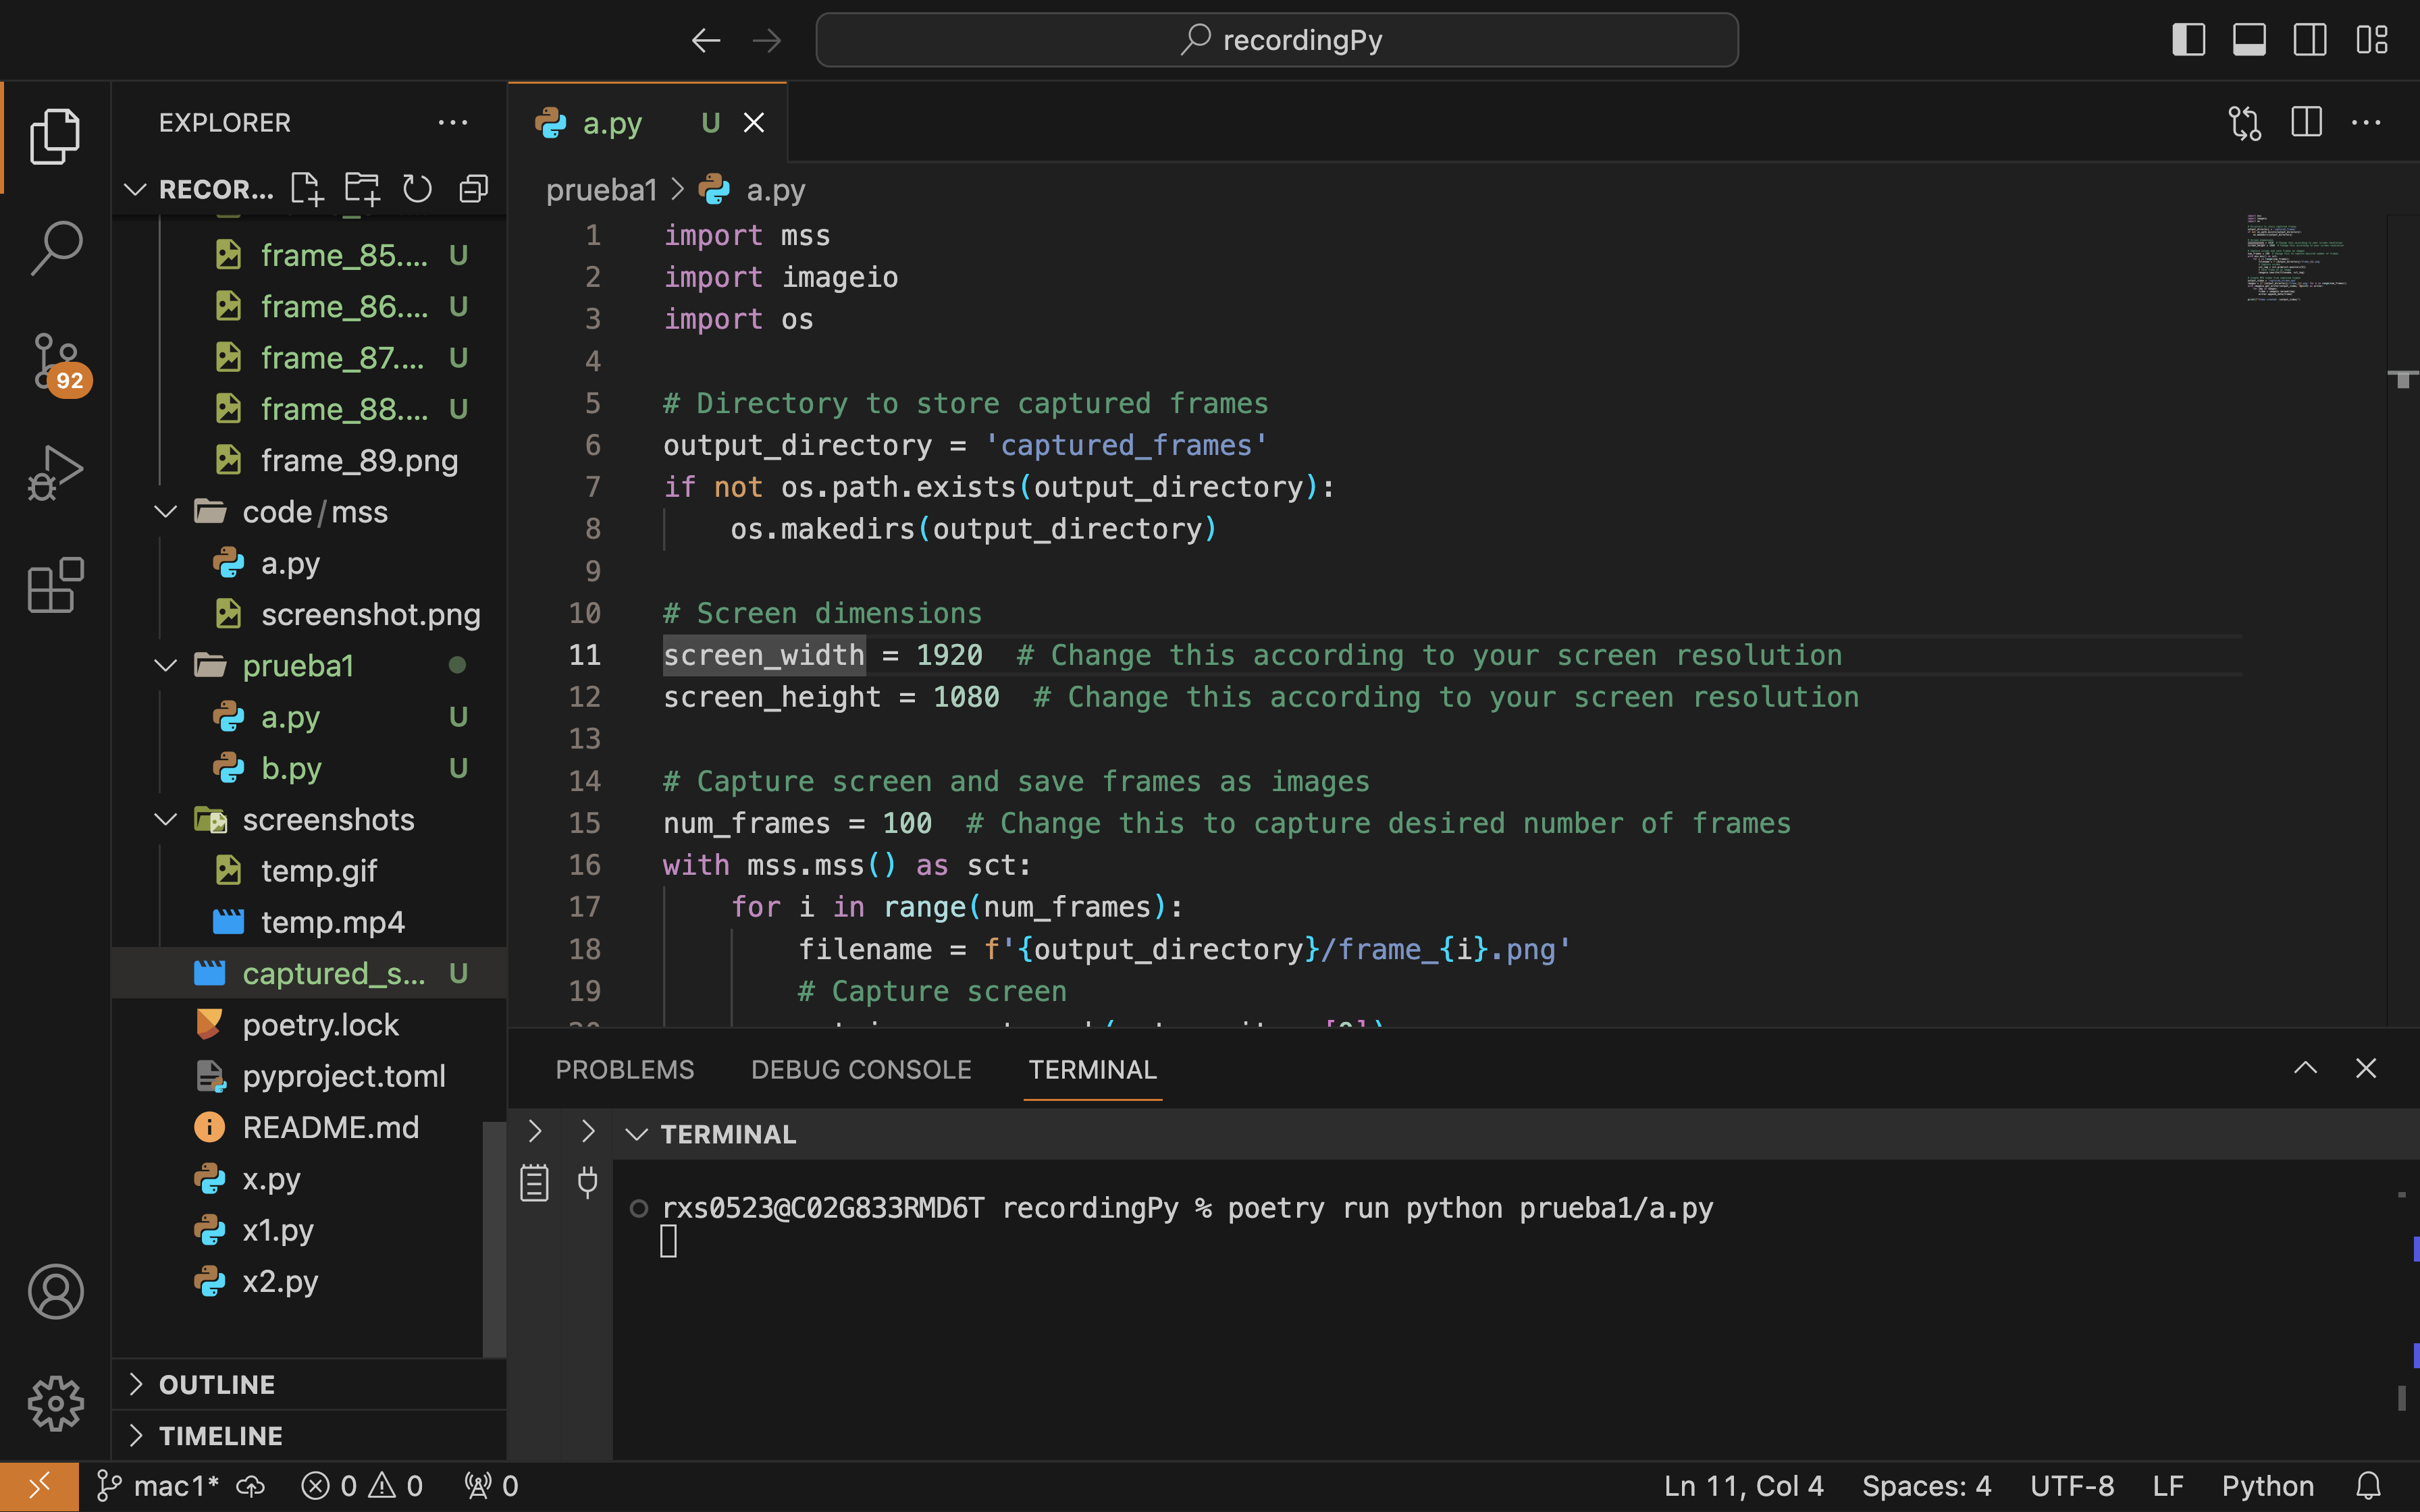 recordingPy
EXPLORER
RECOR...
frame_85.... U
frame_86.... U
frame_87.... U
frame_88.... U
frame_89.png
code/mss
a.py
screenshot.png
prueba1
a.py U
b.py U
screenshots
temp.gif
temp.mp4
captured_s... U
poetry.lock
pyproject.toml
README.md
x.py
x1.py
x2.py
OUTLINE
TIMELINE
92
a.py U
prueba1 > a.py
1 import mss
2 import imageio
3 import os
4
5 # Directory to store captured frames
6 output_directory = 'captured_frames'
7 if not os.path.exists(output_directory):
8 os.makedirs(output_directory)
9
10 # Screen dimensions
11 screen_width = 1920 # Change this according to your screen resolution
12 screen_height = 1080 # Change this according to your screen resolution
13
14 # Capture screen and save frames as images
15 num_frames = 100 # Change this to capture desired number of frames
16 with mss.mss() as sct:
17 for i in range(num_frames):
18 filename = f'{output_directory}/frame_{i}.png'
19 # Capture screen
PROBLEMS DEBUG CONSOLE TERMINAL
TERMINAL
rxs0523@C02G833RMD6T recordingPy % poetry run python prueba1/a.py
mac1* 0 0 0 Ln 11, Col 4 Spaces: 4 UTF-8 LF Python